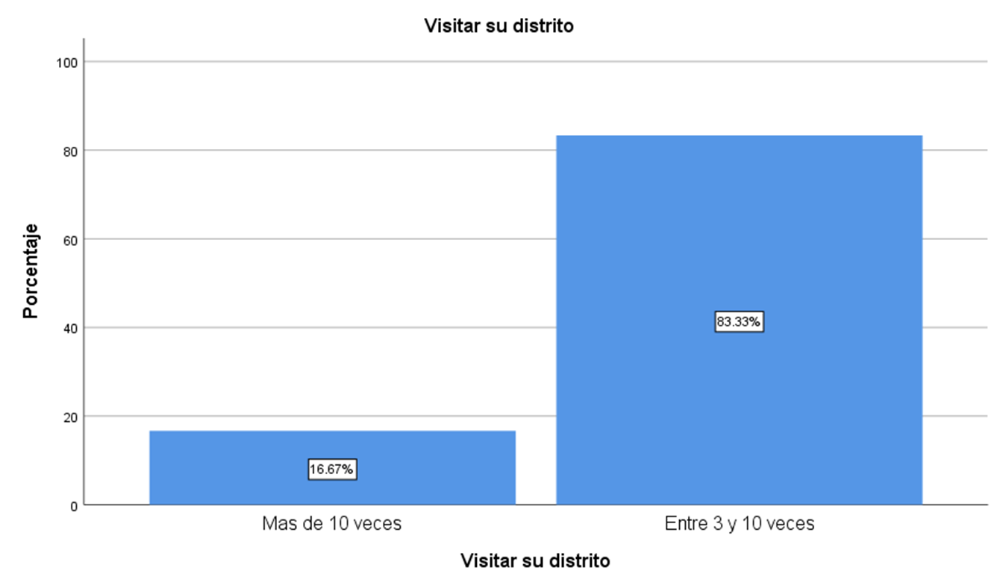 Visitar su distrito
100
80
60
40
20
0
Porcentaje
16.67%
83.33%
Mas de 10 veces
Entre 3 y 10 veces
Visitar su distrito